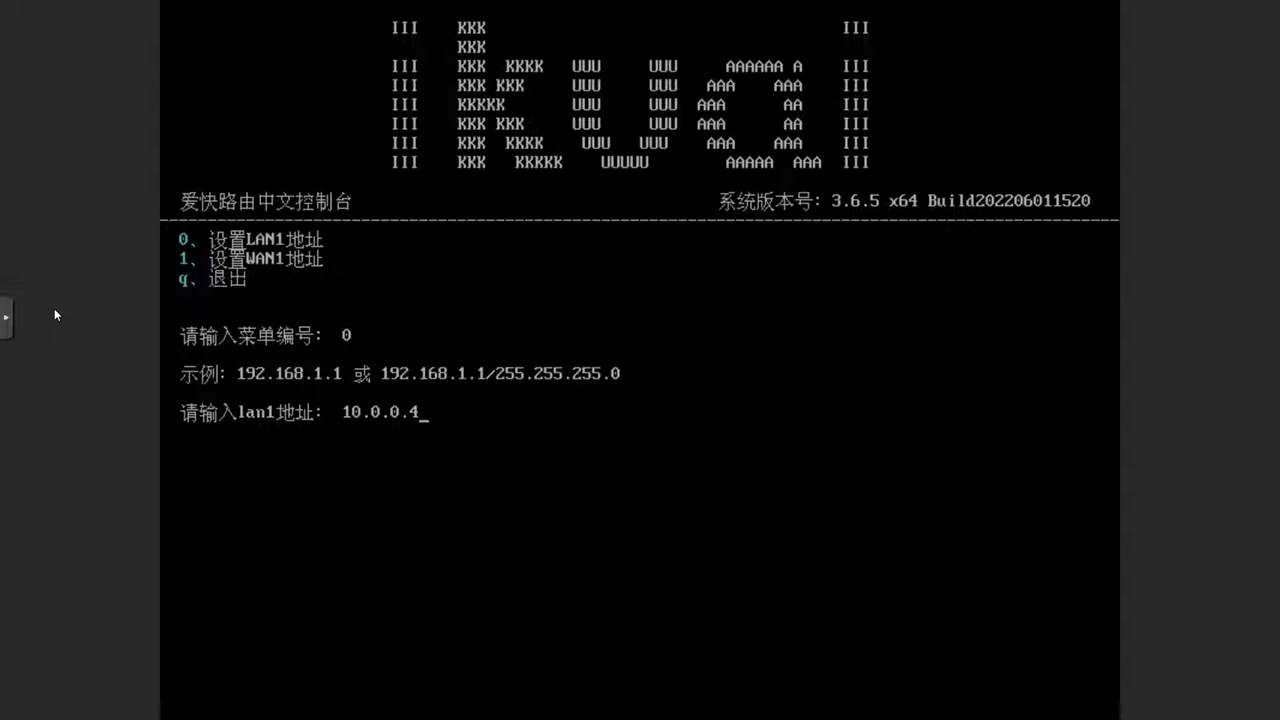 III    KKK                                     III
       KKK
III    KKK  KKKK   UUU     UUU     AAAAAA A    III
III    KKK KKK     UUU     UUU   AAA    AAA    III
III    KKKKK       UUU     UUU  AAA      AA    III
III    KKK KKK     UUU     UUU  AAA      AA    III
III    KKK  KKKK    UUU   UUU    AAA    AAA    III
III    KKK   KKKKK    UUUUU        AAAAA  AAA  III
爱快路由中文控制台 系统版本号: 3.6.5 x64 Build202206011520
0、设置LAN1地址
1、设置WAN1地址
q、退出
请输入菜单编号: 0
示例: 192.168.1.1 或 192.168.1.1/255.255.255.0
请输入lan1地址: 10.0.0.4_